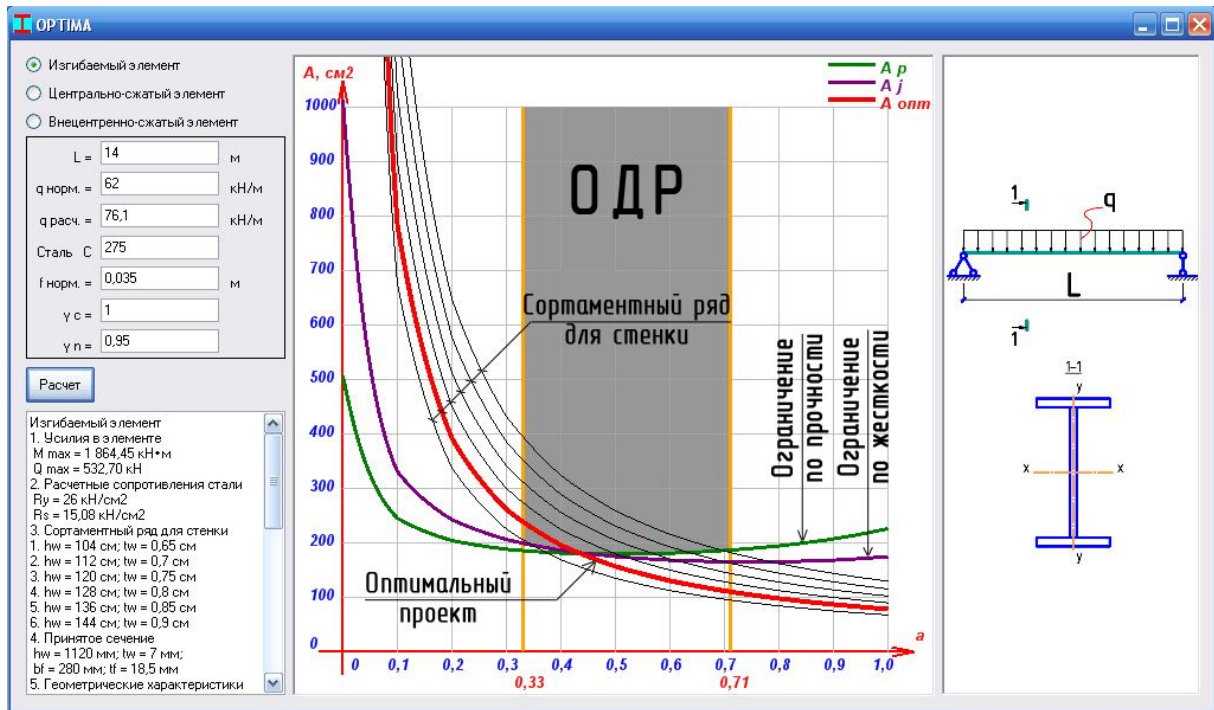 OPTIMA
Изгибаемый элемент
Центрально-сжатый элемент
Внецентренно-сжатый элемент
L = 14 м
q норм. = 62 кН/м
q расч. = 76,1 кН/м
Сталь С 275
f норм. = 0,035 м
γ c = 1
γ n = 0,95
Расчет
Изгибаемый элемент
1. Усилия в элементе
M max = 1 864,45 кН•м
Q max = 532,70 кН
2. Расчетные сопротивления стали
Ry = 26 кН/см2
Rs = 15,08 кН/см2
3. Сортаментный ряд для стенки
1. hw = 104 см; tw = 0,65 см
2. hw = 112 см; tw = 0,7 см
3. hw = 120 см; tw = 0,75 см
4. hw = 128 см; tw = 0,8 см
5. hw = 136 см; tw = 0,85 см
6. hw = 144 см; tw = 0,9 см
4. Принятое сечение
hw = 1120 мм; tw = 7 мм;
bf = 280 мм; tf = 18,5 мм
5. Геометрические характеристики
А, см2
1000
900
800
700
600
500
400
300
200
100
0
0 0,1 0,2 0,3 0,4 0,5 0,6 0,7 0,8 0,9 1,0
0,33 0,71
a
A p
A j
A опт
ОДР
Сортаментный ряд
для стенки
Оптимальный
проект
Ограничение
по прочности
Ограничение
по жесткости
1
q
L
1
1-1
y
x x
y